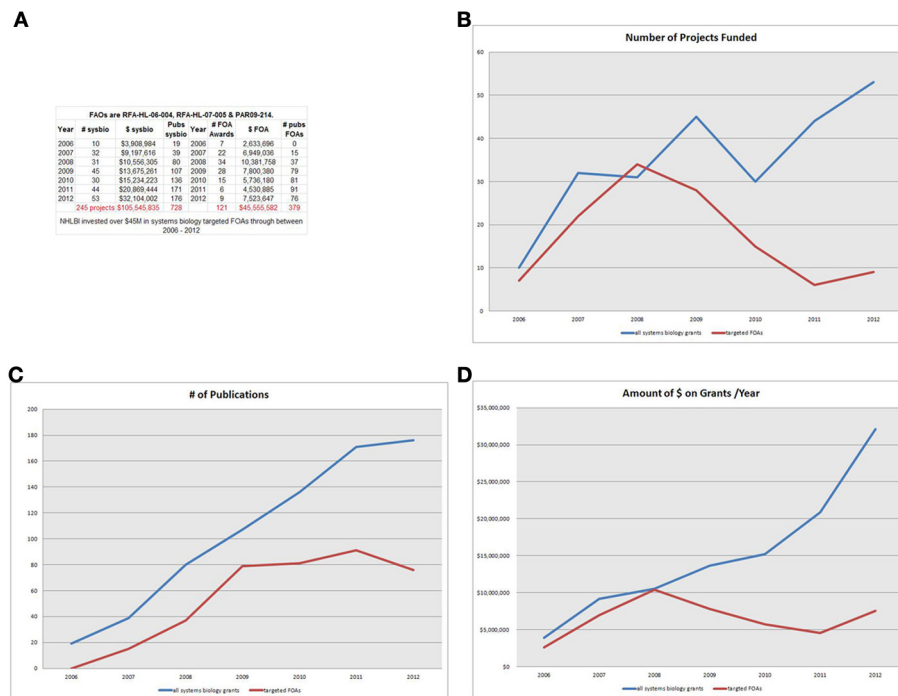 A
FAOs are RFA-HL-06-004, RFA-HL-07-005 & PAR09-214.
Year # sysbio $ sysbio Pubs sysbio Year # FOA Awards $ FOA # pubs FOAs
2006 10 $3,908,984 19 2006 7 2,633,696 0
2007 32 $9,197,616 39 2007 22 6,949,036 15
2008 31 $10,556,305 80 2008 34 10,381,758 37
2009 45 $13,675,261 107 2009 28 7,800,380 79
2010 30 $15,234,223 136 2010 15 5,736,180 81
2011 44 $20,869,444 171 2011 6 4,530,885 91
2012 53 $32,104,002 176 2012 9 7,523,647 76
245 projects $105,545,835 728 121 $45,555,582 379
NHLBI invested over $45M in systems biology targeted FOAs through between
2006 - 2012
B
Number of Projects Funded
60
50
40
30
20
10
0
2006 2007 2008 2009 2010 2011 2012
all systems biology grants targeted FOAs
C
# of Publications
200
180
160
140
120
100
80
60
40
20
0
2006 2007 2008 2009 2010 2011 2012
all systems biology grants targeted FOAs
D
Amount of $ on Grants /Year
$35,000,000
$30,000,000
$25,000,000
$20,000,000
$15,000,000
$10,000,000
$5,000,000
$0
2006 2007 2008 2009 2010 2011 2012
all systems biology grants targeted FOAs